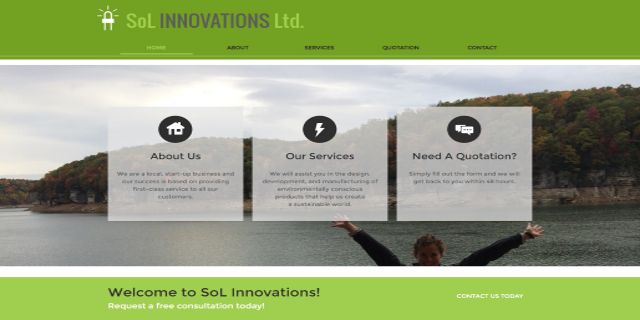 SoL INNOVATIONS Ltd.
HOME ABOUT SERVICES QUOTATION CONTACT
About Us
We are a local, start-up business and
our success is based on providing
first-class service to all our
customers.
Our Services
We will assist you in the design,
development, and manufacturing of
environmentally conscious
products that help us create
a sustainable world.
Need A Quotation?
Simply fill out the form and we will
get back to you within 48 hours.
Welcome to SoL Innovations!
Request a free consultation today!
CONTACT US TODAY